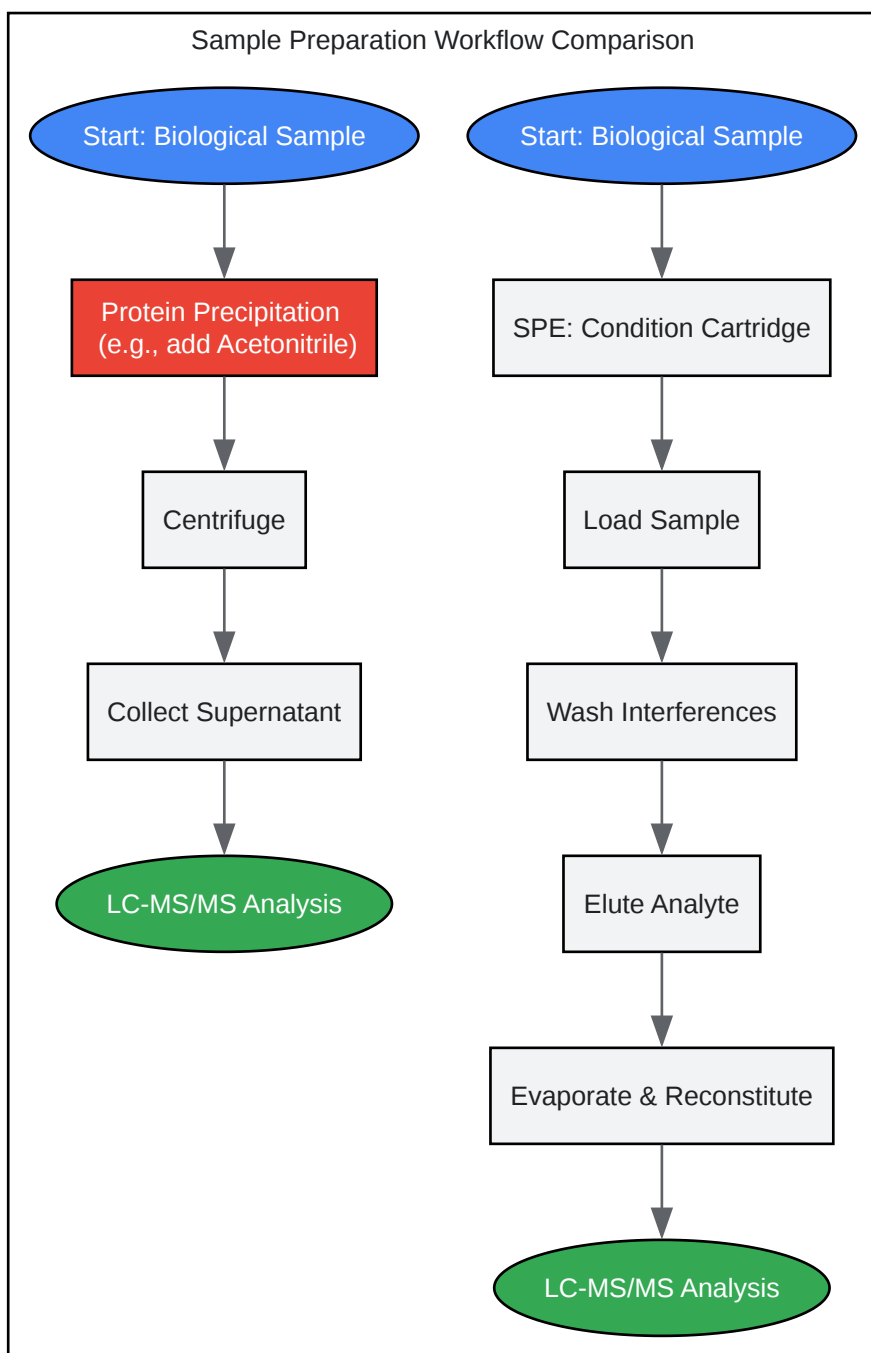 Sample Preparation Workflow Comparison
Start: Biological Sample
Protein Precipitation
(e.g., add Acetonitrile)
Centrifuge
Collect Supernatant
LC-MS/MS Analysis
Start: Biological Sample
SPE: Condition Cartridge
Load Sample
Wash Interferences
Elute Analyte
Evaporate & Reconstitute
LC-MS/MS Analysis